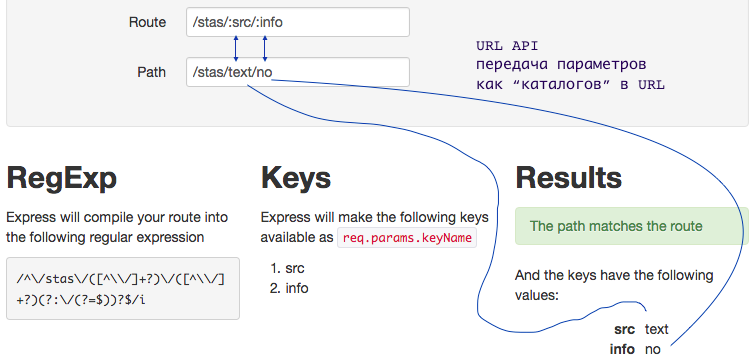 Route /stas/:src/:info
Path /stas/text/no
URL API
передача параметров
как “каталогов” в URL
RegExp
Express will compile your route into
the following regular expression
/^\/stas\/([^\\/]+?)\/([^\\/]
+?)(?:\/(?=$))?$/i
Keys
Express will make the following keys
available as req.params.keyName
1. src
2. info
Results
The path matches the route
And the keys have the following
values:
src text
info no